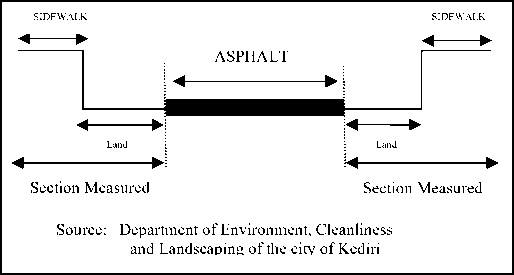 SIDEWALK SIDEWALK
ASPHALT
Land Land
Section Measured Section Measured
Source: Department of Environment, Cleanliness
and Landscaping of the city of Kediri